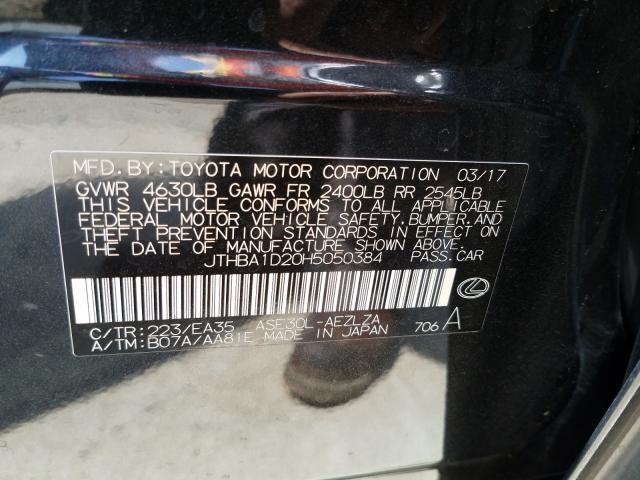 MFD. BY: TOYOTA MOTOR CORPORATION 03/17
GVWR 4630LB GAWR FR 2400LB RR 2545LB
THIS VEHICLE CONFORMS TO ALL APPLICABLE
FEDERAL MOTOR VEHICLE SAFETY, BUMPER, AND
THEFT PREVENTION STANDARDS IN EFFECT ON
THE DATE OF MANUFACTURE SHOWN ABOVE.
JTHBA1D20H5050384 PASS. CAR
C/TR: 223/EA35 ASE30L-AEZLZA
A/TM: B07A/AA81E MADE IN JAPAN 706 A